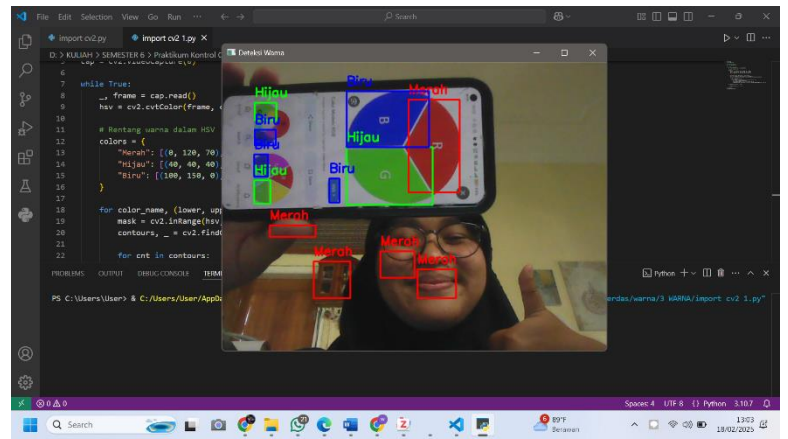 File Edit Selection View Go Run ... Search
import cv2.py import cv2 1.py
D: > KULIAH > SEMESTER 6 > Praktikum Kontrol C
6
7 while True:
8 _, frame = cap.read()
9 hsv = cv2.cvtColor(frame,
10
11 # Rentang warna dalam HSV
12 colors = {
13 "Merah": [(0, 120, 70)
14 "Hijau": [(40, 40, 40)
15 "Biru": [(100, 150, 0)
16 }
17
18 for color_name, (lower, upp
19 mask = cv2.inRange(hsv
20 contours, _ = cv2.find
21
22 for cnt in contours:
Deteksi Warna
Biru
Merah
Hijau
Biru
Hijau
Biru
Hijau
Biru
B
R
G
Merah
Merah
Merah
Merah
PROBLEMS OUTPUT DEBUG CONSOLE TERM
Python
PS C:\Users\User> & C:/Users/User/AppDa
erdas/warna/3 WARNA/import cv2 1.py"
0 0 Spaces: 4 UTF-8 {} Python 3.10.7
Search
89°F
Berawan
13:03
18/02/2025